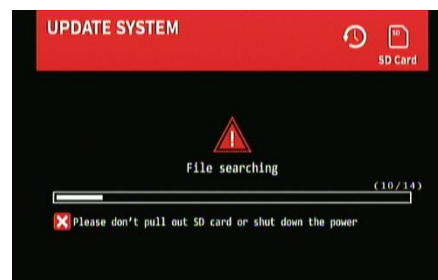 UPDATE SYSTEM
SD
SD Card
!
File searching
(10/14)
Please don't pull out SD card or shut down the power